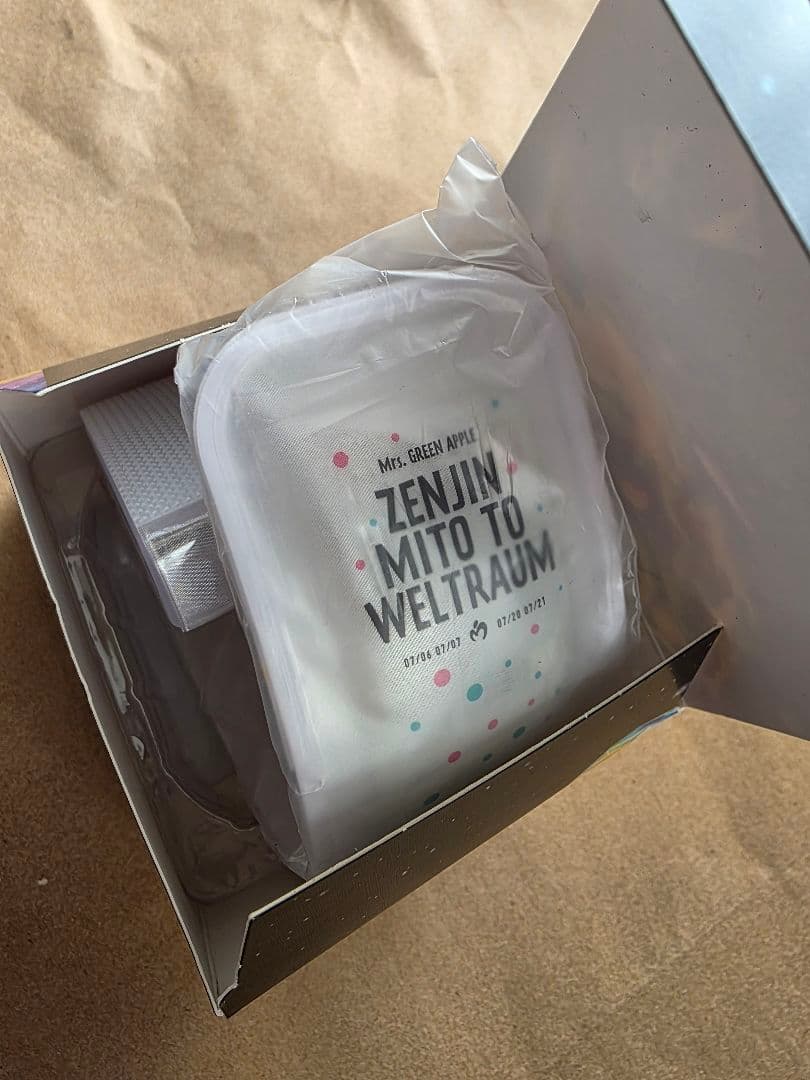 Mrs. GREEN APPLE
ZENJIN
MITO TO
WELTRAUM
07/06 07/07 07/20 07/21